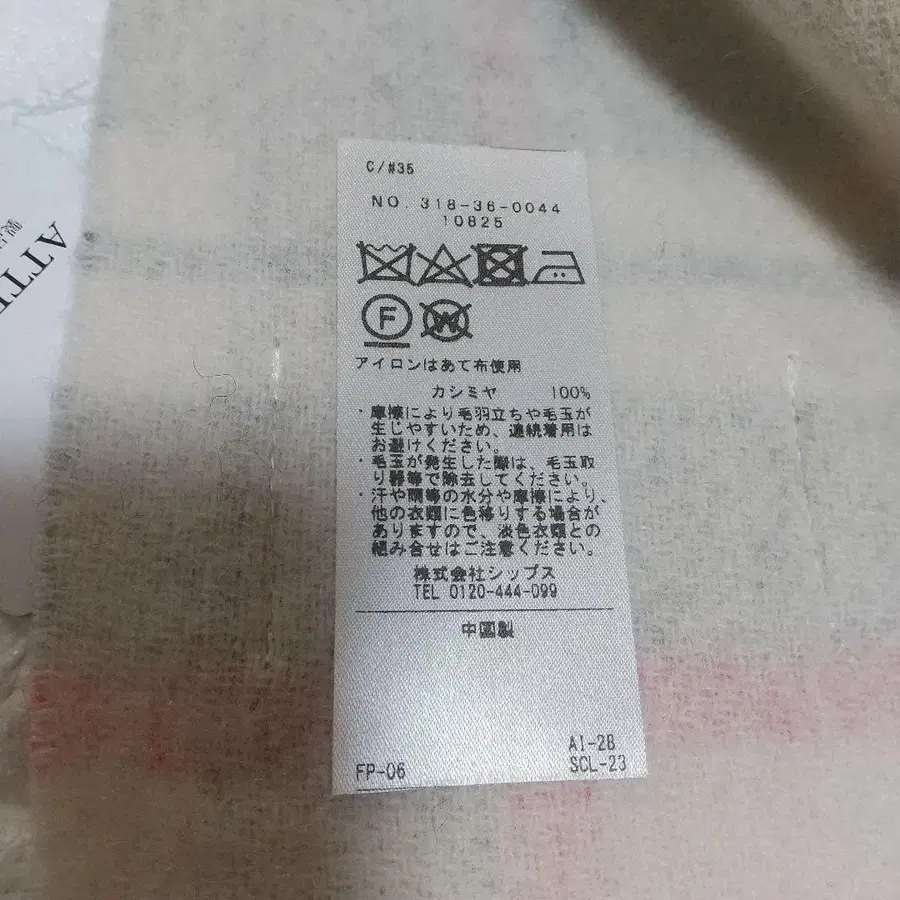 C/#35
NO. 318-36-0044
10825
F
W
アイロンはあて布使用
カシミヤ 100%
・摩擦により毛羽立ちや毛玉が
生じやすいため、連続着用は
お避けください。
・毛玉が発生した際は、毛玉取
り器等で除去してください。
・汗や雨等の水分や摩擦により、
他の衣類に色移りする場合が
ありますので、淡色衣類との
組み合せはご注意ください。
株式会社シップス
TEL 0120-444-099
中国製
AI-28
FP-06 SCL-23
ATT